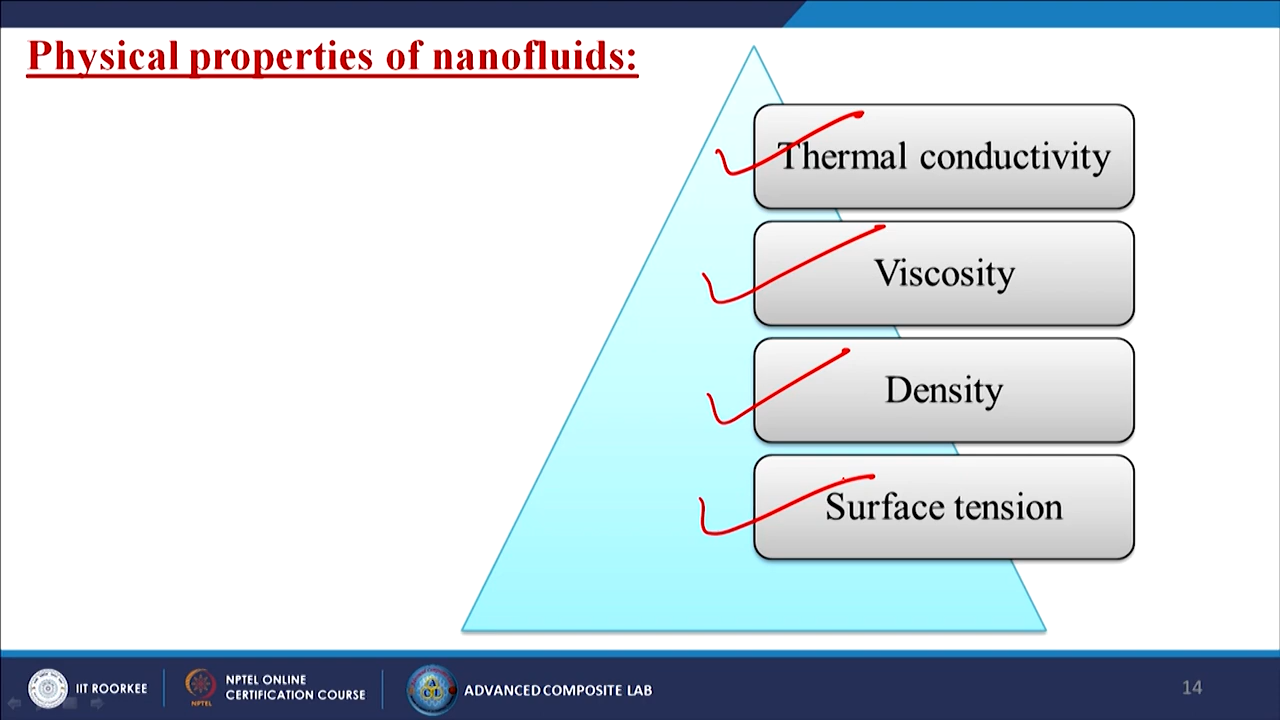 Physical properties of nanofluids:
Thermal conductivity
Viscosity
Density
Surface tension
IIT ROORKEE
NPTEL ONLINE
CERTIFICATION COURSE
ADVANCED COMPOSITE LAB
14
NPTEL